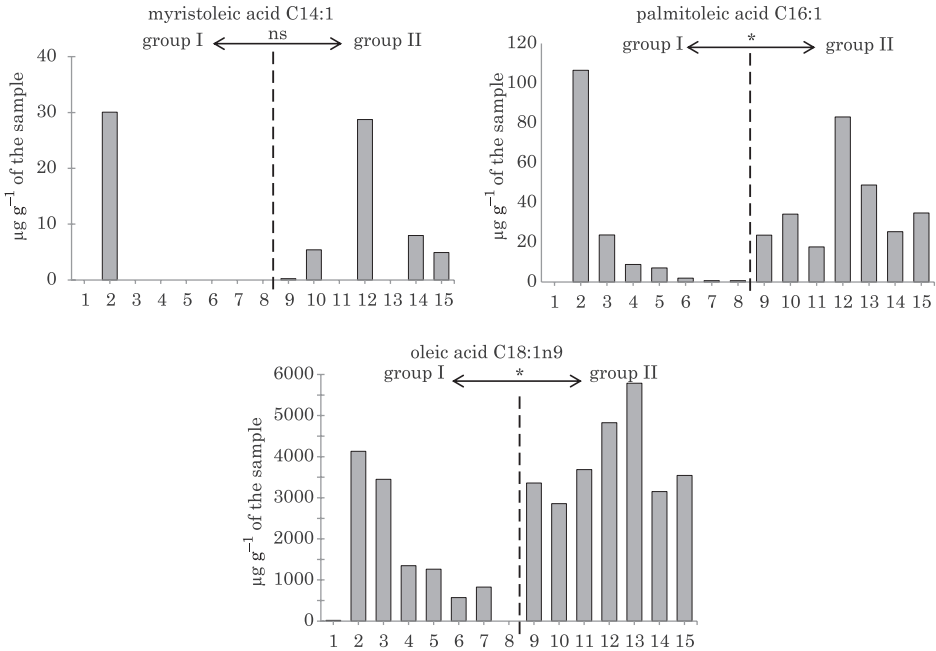 myristoleic acid C14:1
group I ns group II
µg g⁻¹ of the sample
40
30
20
10
0
1 2 3 4 5 6 7 8 9 10 11 12 13 14 15
palmitoleic acid C16:1
group I * group II
µg g⁻¹ of the sample
120
100
80
60
40
20
0
1 2 3 4 5 6 7 8 9 10 11 12 13 14 15
oleic acid C18:1n9
group I * group II
µg g⁻¹ of the sample
6000
5000
4000
3000
2000
1000
0
1 2 3 4 5 6 7 8 9 10 11 12 13 14 15